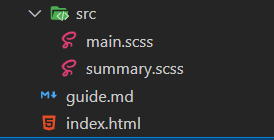 src
main.scss
summary.scss
guide.md
index.html